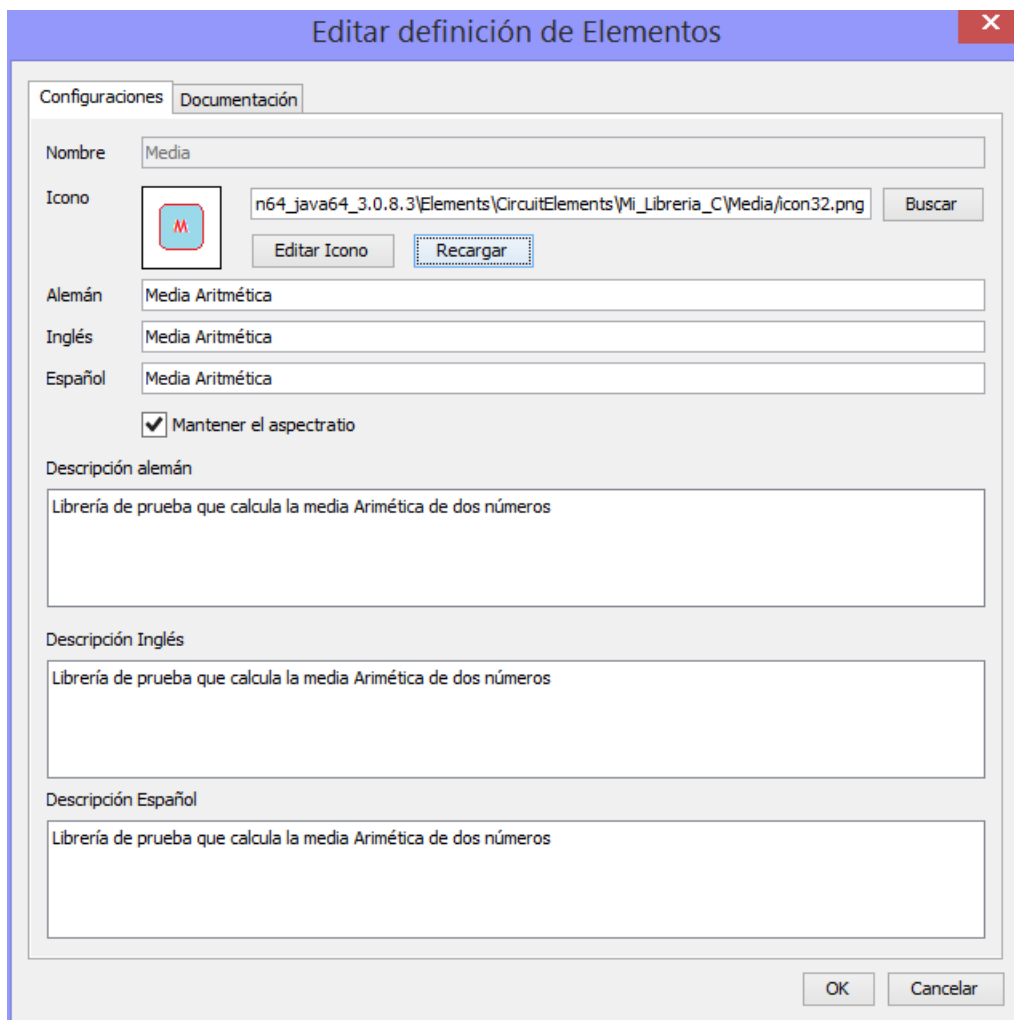 Editar definición de Elementos
X
Configuraciones Documentación
Nombre Media
Icono M n64_java64_3.0.8.3\Elements\CircuitElements\Mi_Libreria_C\Media/icon32.png Buscar
Editar Icono Recargar
Alemán Media Aritmética
Inglés Media Aritmética
Español Media Aritmética
Mantener el aspectratio
Descripción alemán
Librería de prueba que calcula la media Arimética de dos números
Descripción Inglés
Librería de prueba que calcula la media Arimética de dos números
Descripción Español
Librería de prueba que calcula la media Arimética de dos números
OK Cancelar